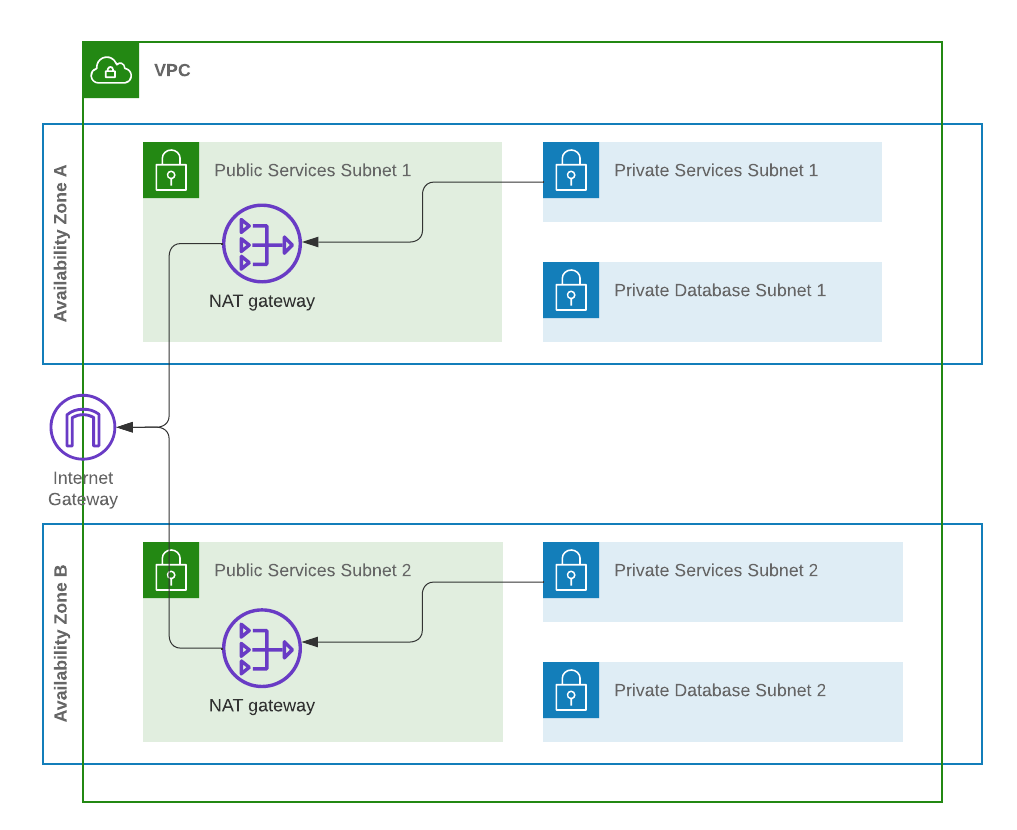 VPC
Availability Zone A
Public Services Subnet 1
Private Services Subnet 1
NAT gateway
Private Database Subnet 1
Internet
Gateway
Availability Zone B
Public Services Subnet 2
Private Services Subnet 2
NAT gateway
Private Database Subnet 2